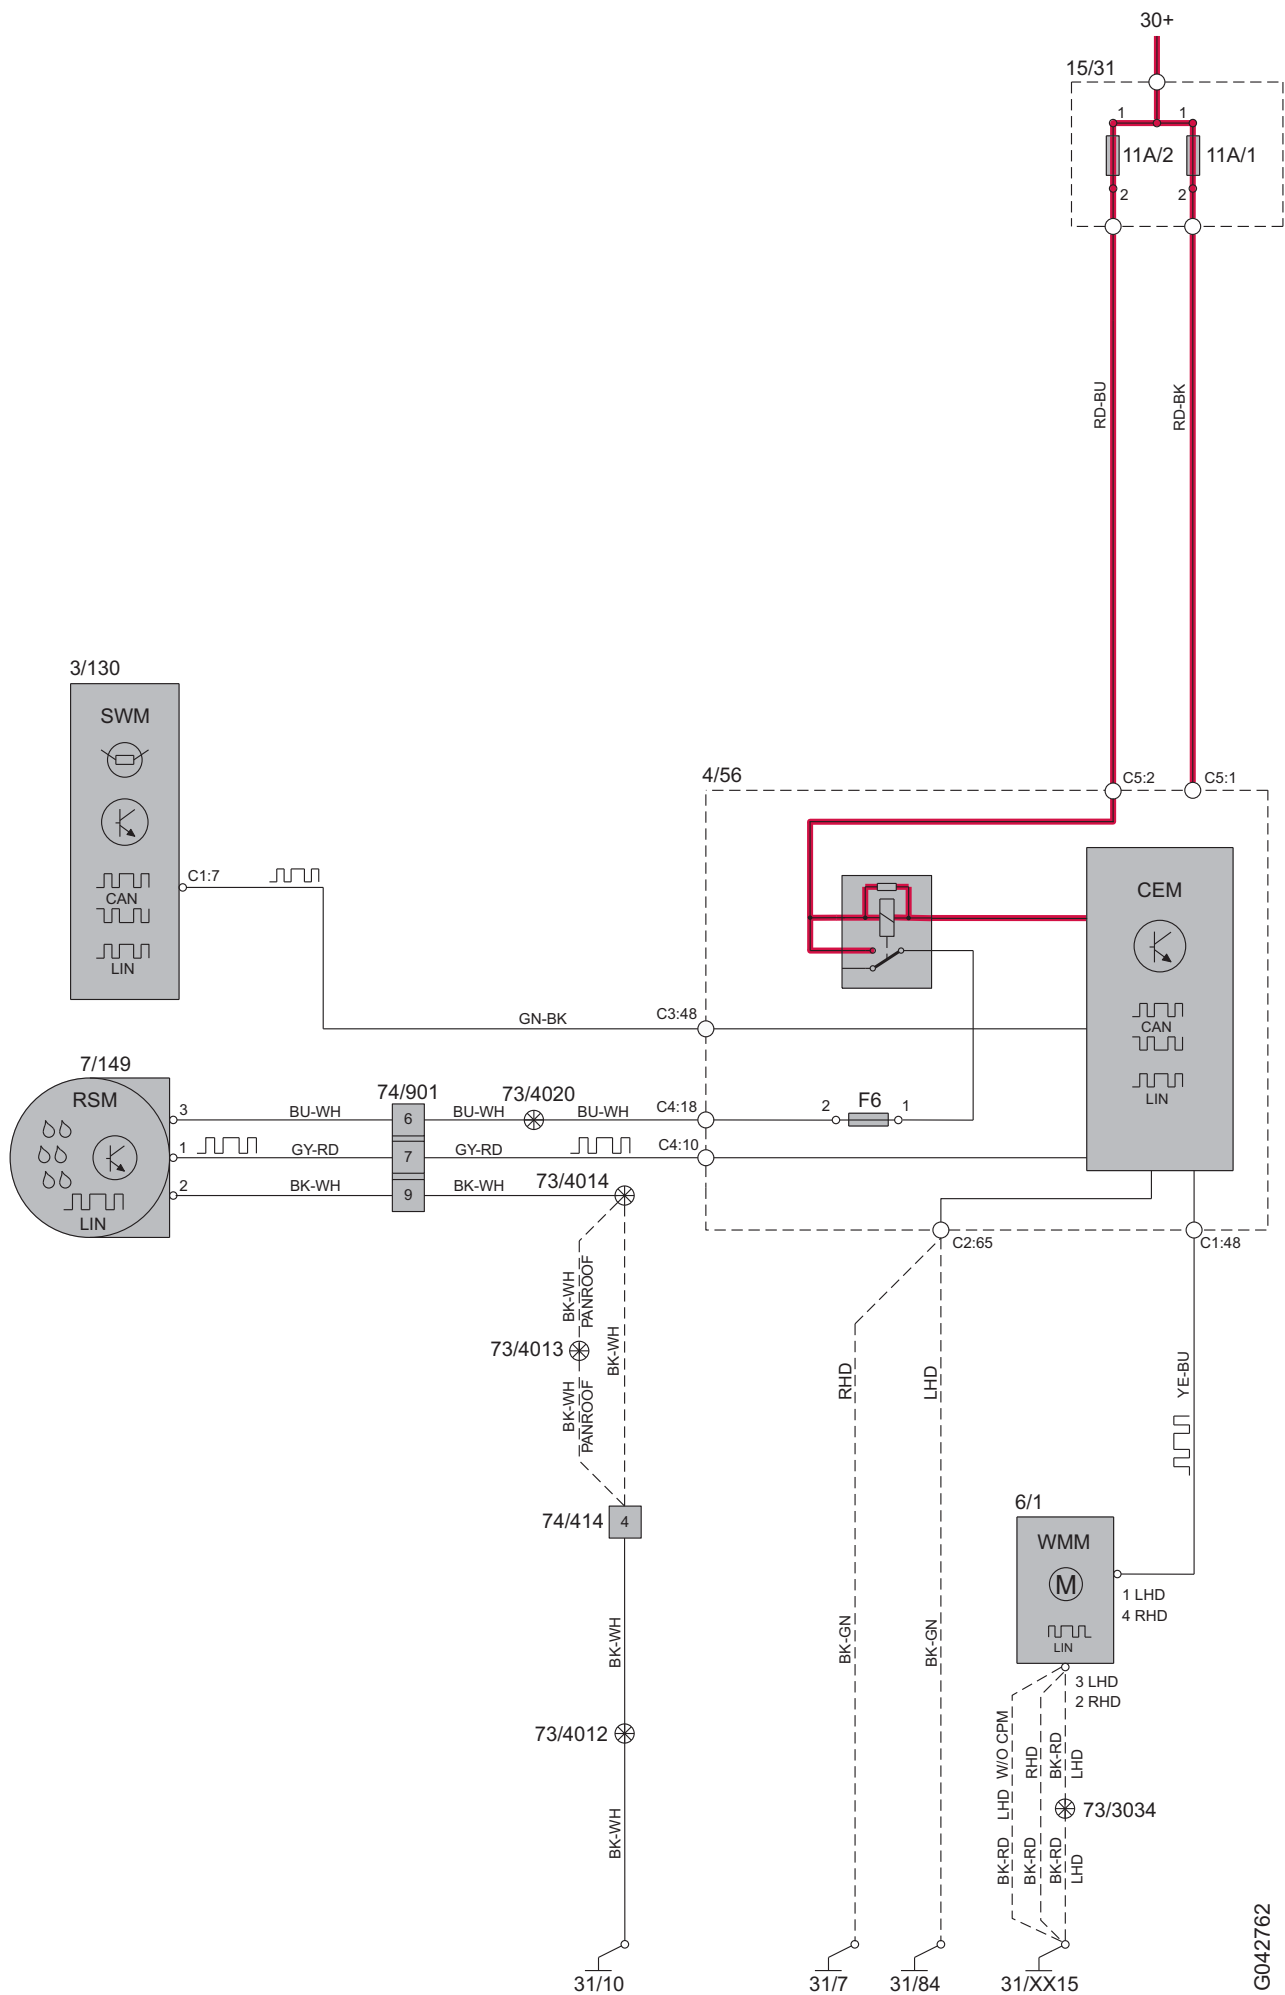 30+
15/31
1
1
11A/2
11A/1
2
2
RD-BU
RD-BK
3/130
SWM
C1:7
CAN
LIN
4/56
C5:2
C5:1
CEM
CAN
LIN
GN-BK
C3:48
7/149
RSM
LIN
3
1
2
BU-WH
GY-RD
BK-WH
74/901
6
7
9
BU-WH
73/4020
BU-WH
C4:18
2
F6
1
GY-RD
C4:10
BK-WH
73/4014
C2:65
C1:48
BK-WH
PANROOF
BK-WH
73/4013
BK-WH
PANROOF
RHD
LHD
YE-BU
74/414
4
6/1
WMM
M
LIN
1 LHD
4 RHD
BK-WH
BK-GN
BK-GN
3 LHD
2 RHD
73/4012
BK-RD LHD W/O CPM
BK-RD RHD
BK-RD
LHD
73/3034
BK-RD
LHD
BK-WH
31/10
31/7
31/84
31/XX15
G042762